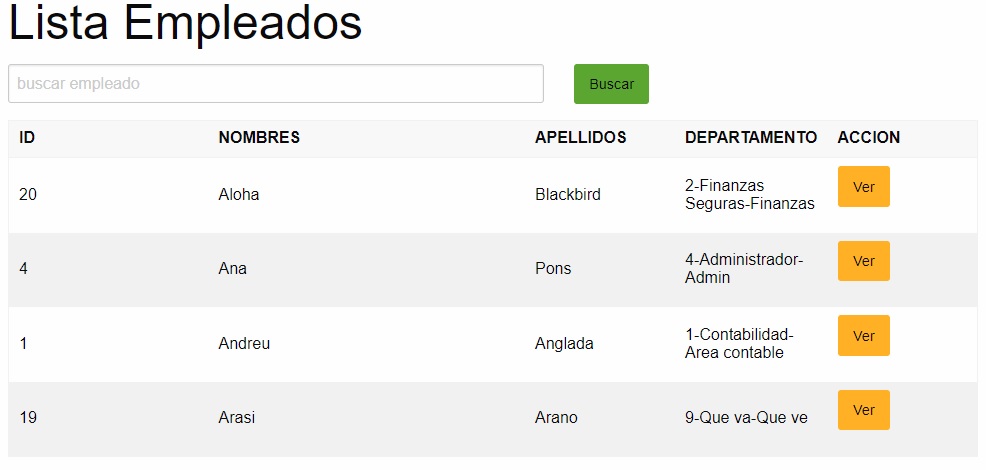 Lista Empleados
buscar empleado Buscar
ID NOMBRES APELLIDOS DEPARTAMENTO ACCION
20 Aloha Blackbird 2-Finanzas Seguras-Finanzas Ver
4 Ana Pons 4-Administrador-Admin Ver
1 Andreu Anglada 1-Contabilidad-Area contable Ver
19 Arasi Arano 9-Que va-Que ve Ver